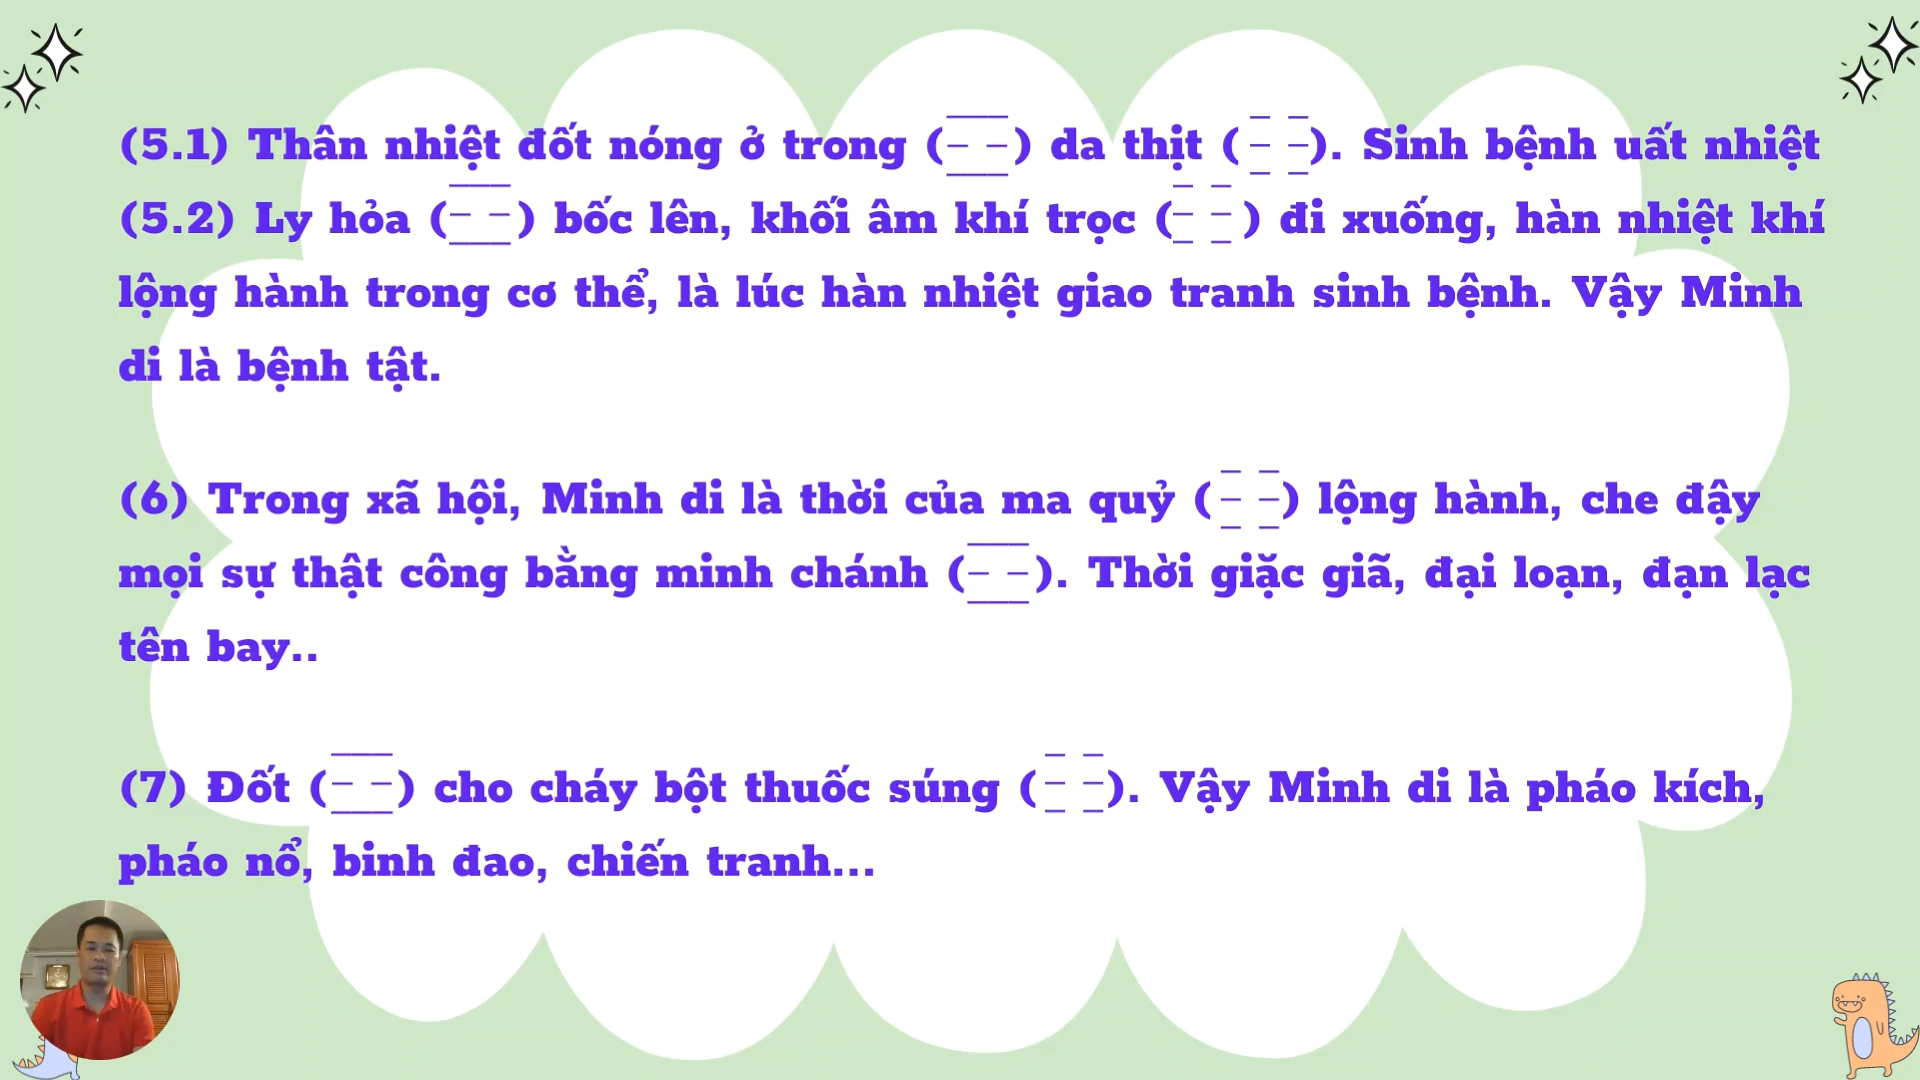 (5.1) Thân nhiệt đốt nóng ở trong (☲) da thịt (☷). Sinh bệnh uất nhiệt
(5.2) Ly hỏa (☲) bốc lên, khối âm khí trọc (☷) đi xuống, hàn nhiệt khí
lộng hành trong cơ thể, là lúc hàn nhiệt giao tranh sinh bệnh. Vậy Minh
di là bệnh tật.
(6) Trong xã hội, Minh di là thời của ma quỷ (☷) lộng hành, che đậy
mọi sự thật công bằng minh chánh (☲). Thời giặc giã, đại loạn, đạn lạc
tên bay..
(7) Đốt (☲) cho cháy bột thuốc súng (☷). Vậy Minh di là pháo kích,
pháo nổ, binh đao, chiến tranh...